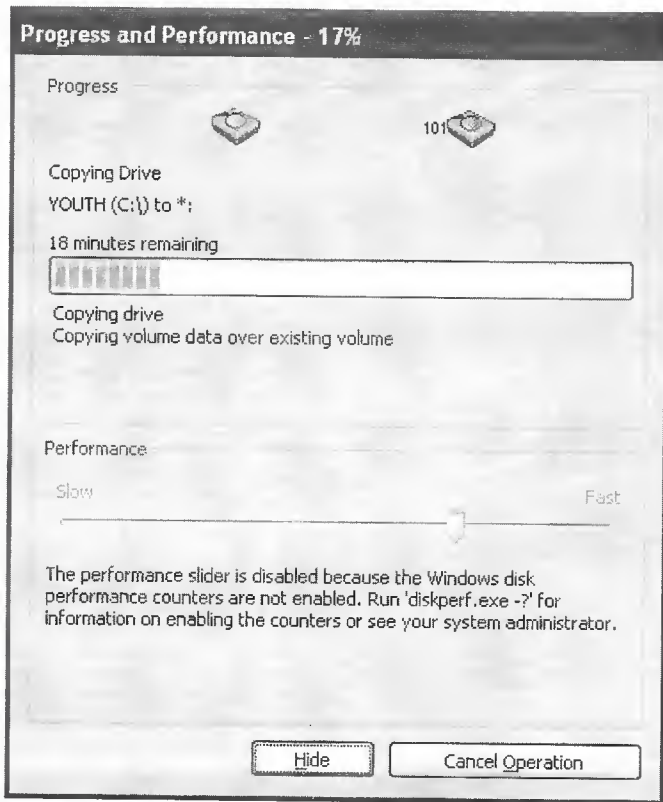 Progress and Performance - 17%
Progress
101
Copying Drive
YOUTH (C:\) to *:
18 minutes remaining
Copying drive
Copying volume data over existing volume
Performance
Slow Fast
The performance slider is disabled because the Windows disk
performance counters are not enabled. Run 'diskperf.exe -?' for
information on enabling the counters or see your system administrator.
Hide Cancel Operation